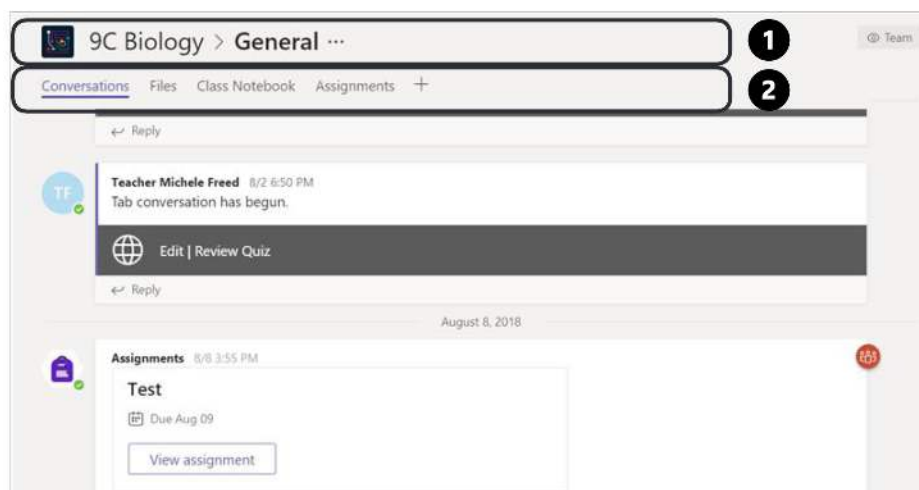 9C Biology > General ...
1
Team
Conversations Files Class Notebook Assignments +
2
Reply
TF
Teacher Michele Freed 8/2 6:50 PM
Tab conversation has begun.
Edit | Review Quiz
Reply
August 8, 2018
Assignments 8/8 3:55 PM
Test
Due Aug 09
View assignment